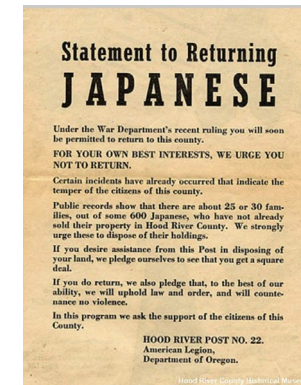 Statement to Returning
JAPANESE
Under the War Department's recent ruling you will soon
be permitted to return to this county.
FOR YOUR OWN BEST INTERESTS, WE URGE YOU
NOT TO RETURN.
Certain incidents have already occurred that indicate the
temper of the citizens of this county.
Public records show that there are about 25 or 30 fam-
ilies, out of some 600 Japanese, who have not already
sold their property in Hood River County. We strongly
urge these to dispose of their holdings.
If you desire assistance from this Post in disposing of
your land, we pledge ourselves to see that you get a square
deal.
If you do return, we also pledge that, to the best of our
ability, we will uphold law and order, and will counte-
nance no violence.
In this program we ask the support of the citizens of this
County.
HOOD RIVER POST NO. 22.
American Legion,
Department of Oregon.
Hood River County Historical Muse